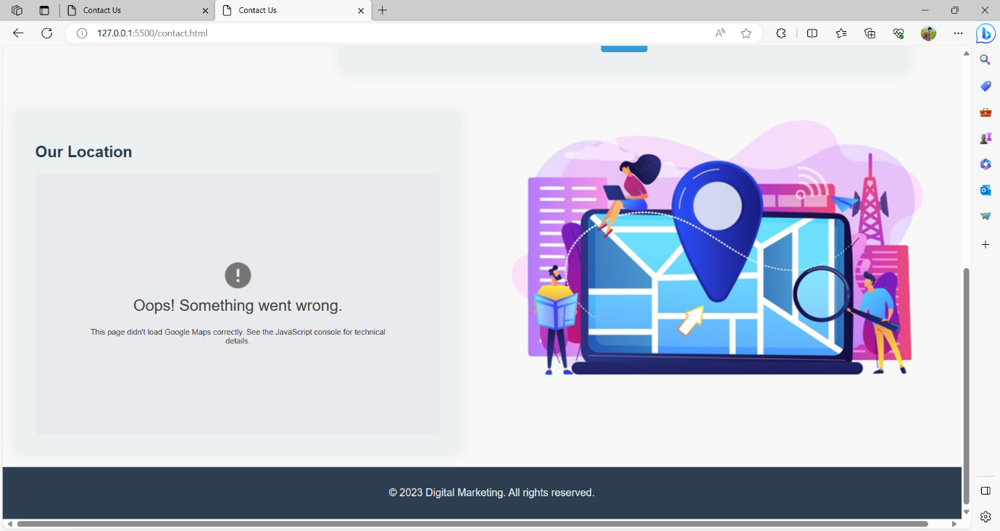 Contact Us
Contact Us
127.0.0.1:5500/contact.html
Our Location
Oops! Something went wrong.
This page didn't load Google Maps correctly. See the JavaScript console for technical
details.
© 2023 Digital Marketing. All rights reserved.